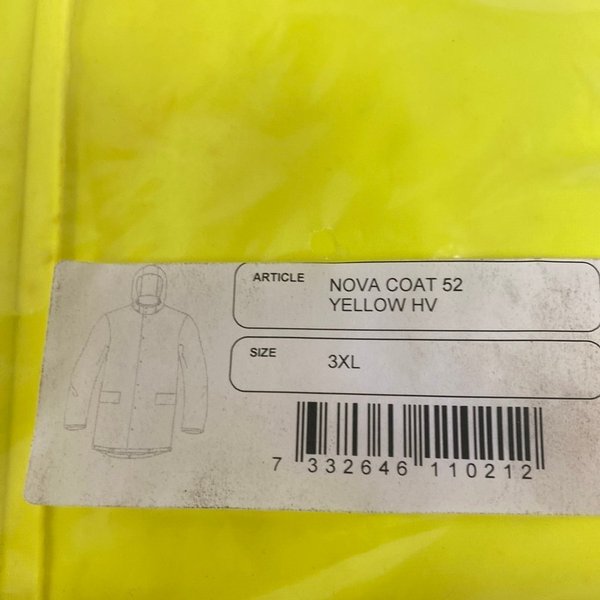 ARTICLE NOVA COAT 52
YELLOW HV
SIZE 3XL
7 332646 110212